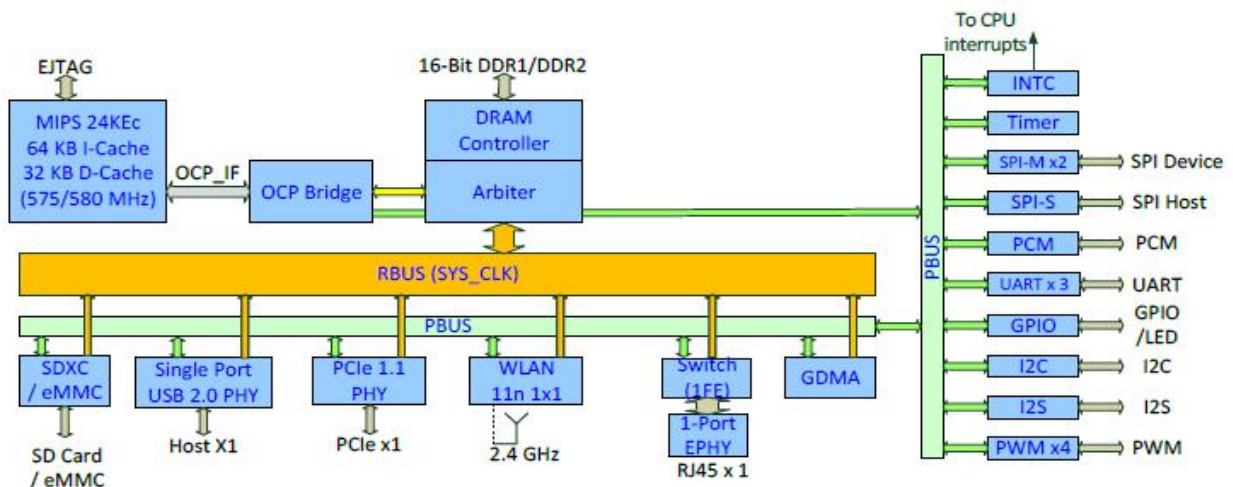 To CPU
interrupts
EJTAG
16-Bit DDR1/DDR2
MIPS 24KEc
64 KB I-Cache
32 KB D-Cache
(575/580 MHz)
OCP_IF
OCP Bridge
DRAM
Controller
Arbiter
RBUS (SYS_CLK)
PBUS
SDXC
/ eMMC
Single Port
USB 2.0 PHY
PCIe 1.1
PHY
WLAN
11n 1x1
Switch
(1FE)
GDMA
1-Port
EPHY
SD Card
/ eMMC
Host X1
PCIe x1
2.4 GHz
RJ45 x 1
PBUS
INTC
Timer
SPI-M x2
SPI Device
SPI-S
SPI Host
PCM
PCM
UART x 3
UART
GPIO
GPIO
/LED
I2C
I2C
I2S
I2S
PWM x4
PWM